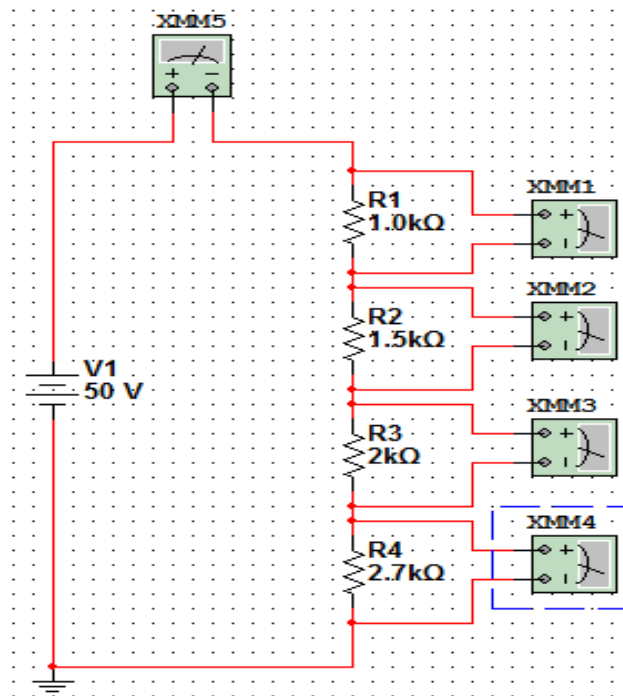 XMM5
+ −
R1
1.0kΩ
XMM1
+
−
R2
1.5kΩ
XMM2
+
−
V1
50 V
R3
2kΩ
XMM3
+
−
R4
2.7kΩ
XMM4
+
−